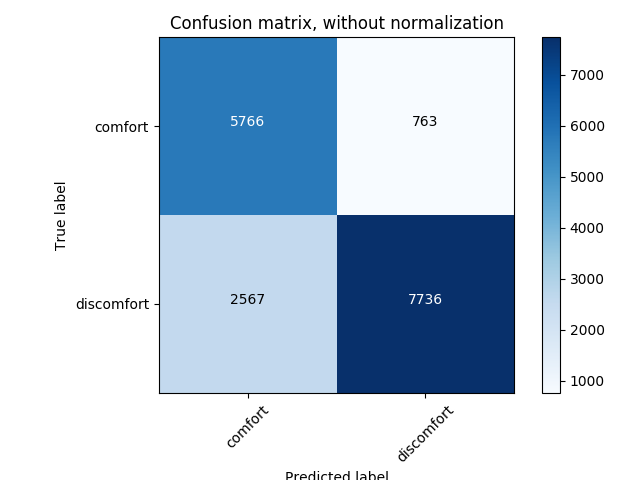 Confusion matrix, without normalization
True label
comfort
discomfort
5766
763
2567
7736
comfort
discomfort
Predicted label
7000
6000
5000
4000
3000
2000
1000